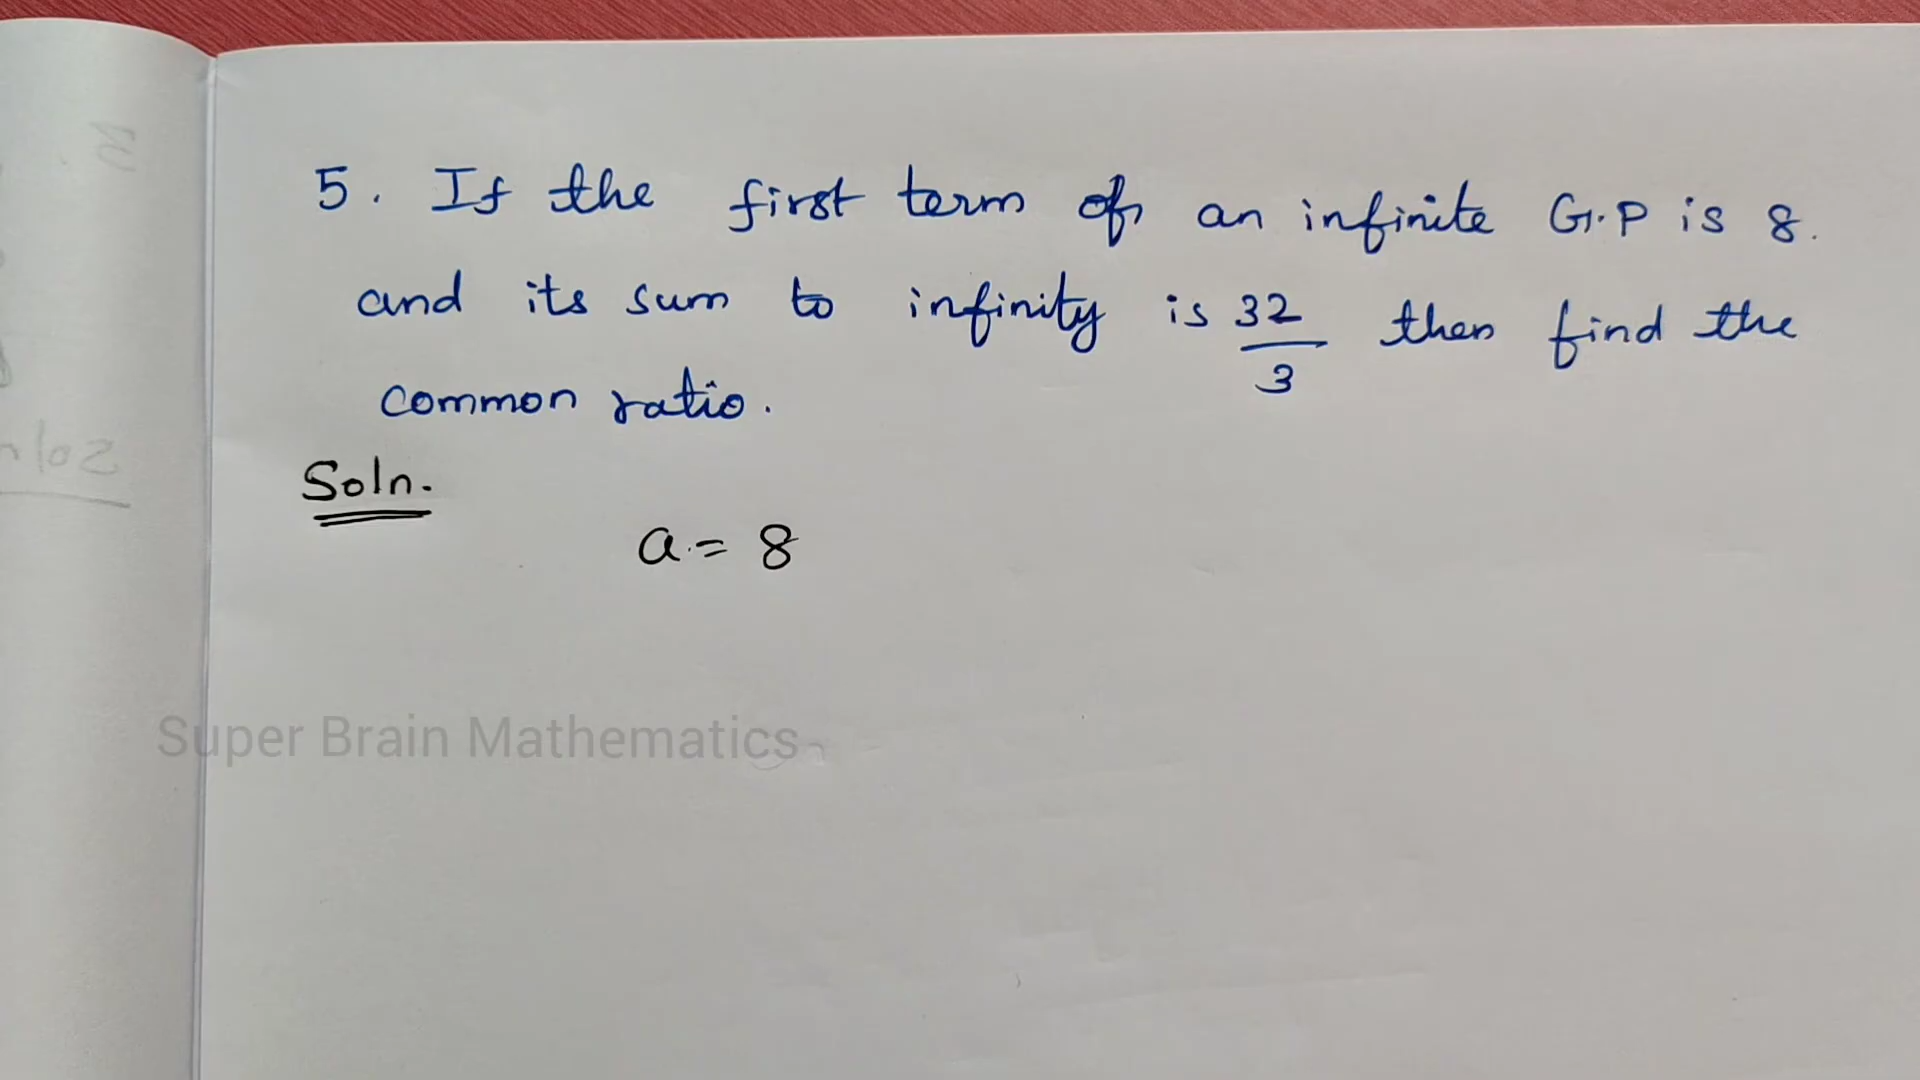 5. If the first term of an infinite G.P is 8.
and its sum to infinity is 32/3 then find the
common ratio.
Soln.
a = 8
Super Brain Mathematics